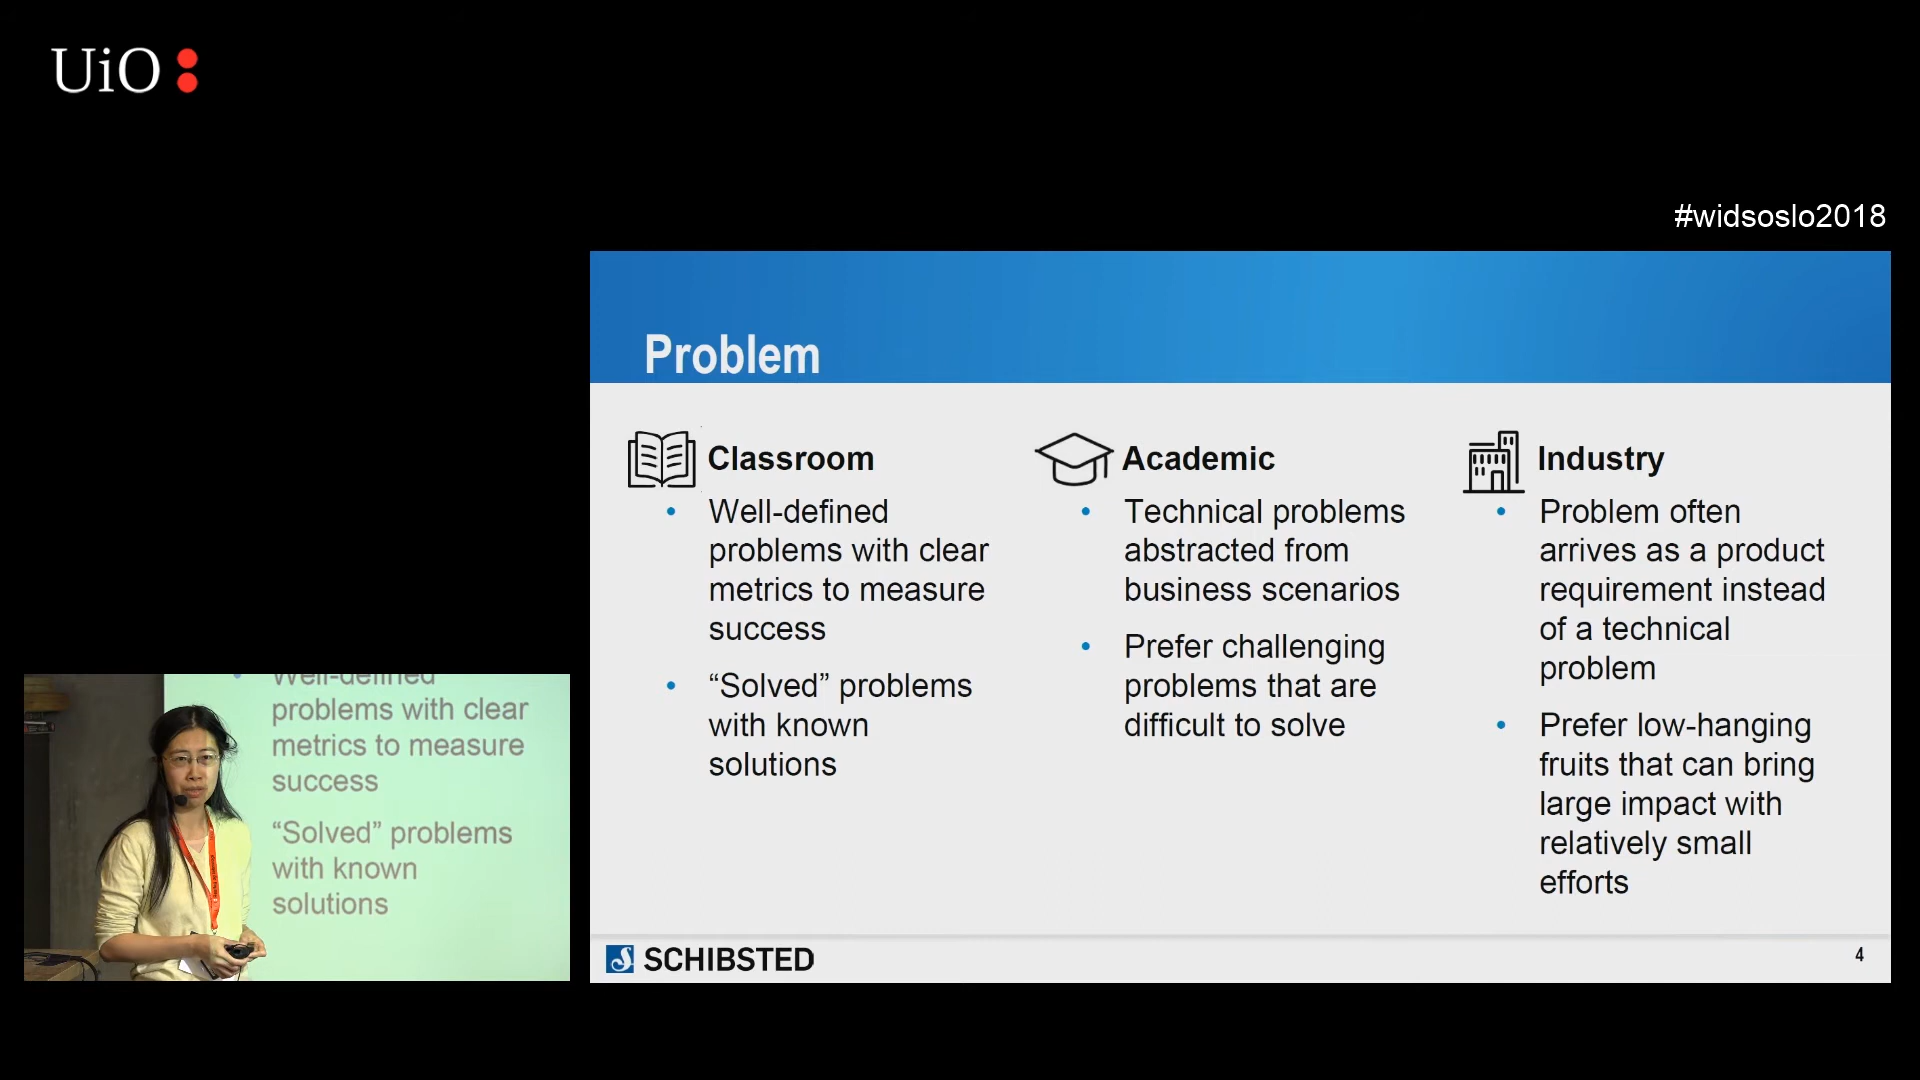 UiO
#widsoslo2018
Problem
Classroom
Well-defined
problems with clear
metrics to measure
success
“Solved” problems
with known
solutions
Academic
Technical problems
abstracted from
business scenarios
Prefer challenging
problems that are
difficult to solve
Industry
Problem often
arrives as a product
requirement instead
of a technical
problem
Prefer low-hanging
fruits that can bring
large impact with
relatively small
efforts
SCHIBSTED
4
Well-defined
problems with clear
metrics to measure
success
“Solved” problems
with known
solutions